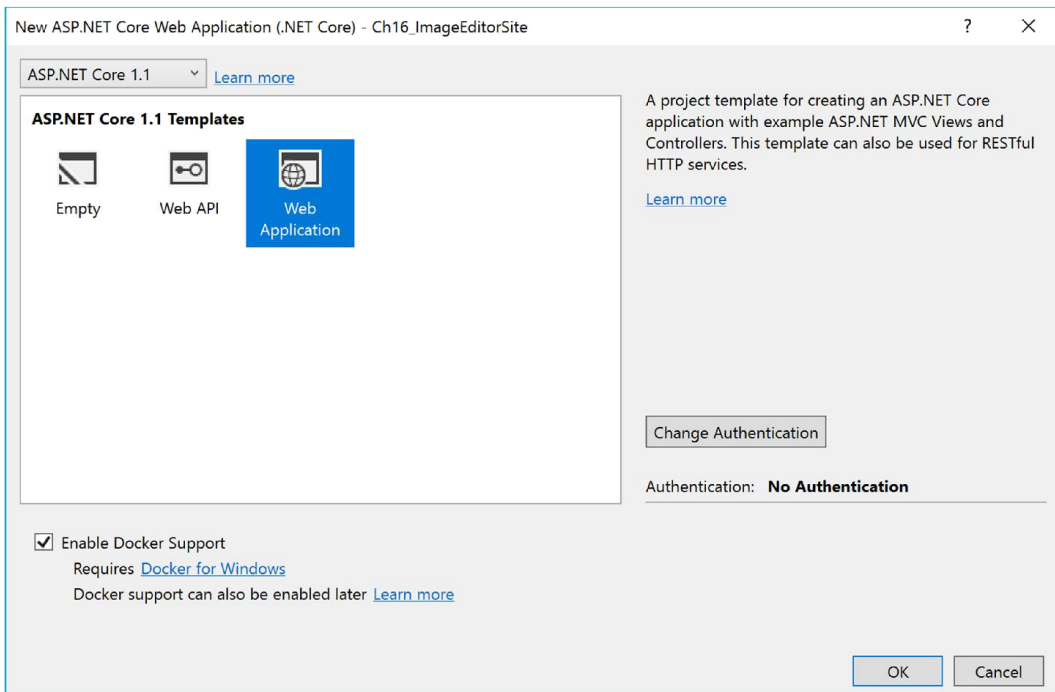 New ASP.NET Core Web Application (.NET Core) - Ch16_ImageEditorSite
ASP.NET Core 1.1
Learn more
ASP.NET Core 1.1 Templates
Empty
Web API
Web
Application
A project template for creating an ASP.NET Core
application with example ASP.NET MVC Views and
Controllers. This template can also be used for RESTful
HTTP services.
Learn more
Change Authentication
Authentication: No Authentication
Enable Docker Support
Requires Docker for Windows
Docker support can also be enabled later Learn more
OK
Cancel